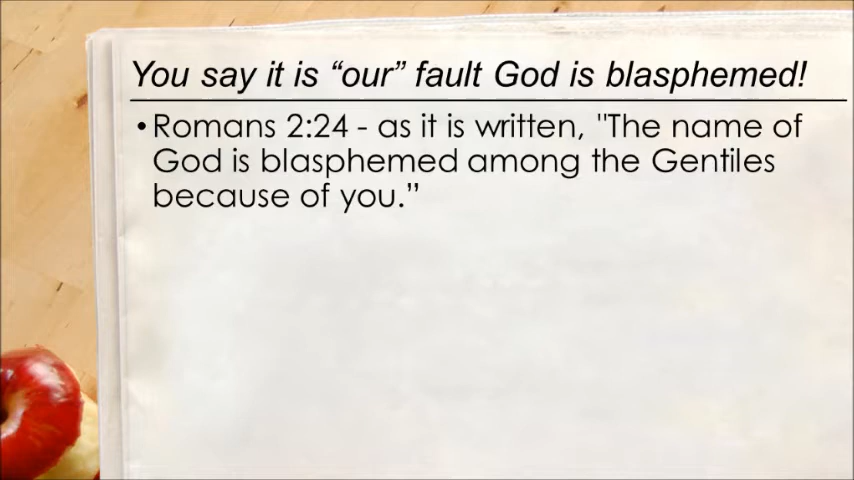 You say it is “our” fault God is blasphemed!
•Romans 2:24 - as it is written, "The name of
God is blasphemed among the Gentiles
because of you.”